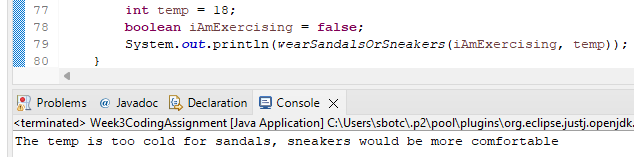 77 int temp = 18;
78 boolean iAmExercising = false;
79 System.out.println(wearSandalsOrSneakers(iAmExercising, temp));
80 }
Problems @ Javadoc Declaration Console
<terminated> Week3CodingAssignment [Java Application] C:\Users\sbotc\.p2\pool\plugins\org.eclipse.justj.openjdk.
The temp is too cold for sandals, sneakers would be more comfortable